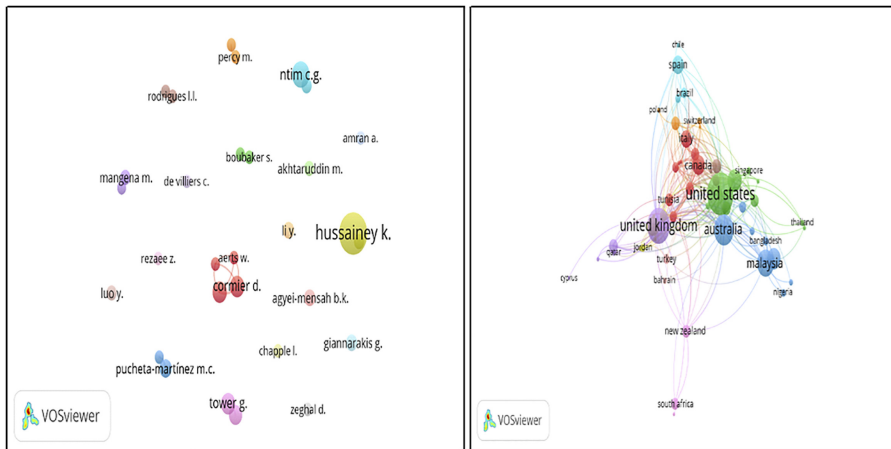 percy m.
ntim c.g.
rodrigues l.l.
amran a.
boubaker s.
akhtaruddin m.
mangena m.
de villiers c.
li y.
hussainey k.
rezaee z.
aerts w.
cormier d.
luo y.
agyei-mensah b.k.
giannarakis g.
chapple l.
pucheta-martínez m.c.
tower g.
zeghal d.
VOSviewer
chile
spain
brazil
poland
switzerland
italy
canada
singapore
tunisia
united states
thailand
united kingdom
australia
bangladesh
qatar
jordan
turkey
malaysia
cyprus
bahrain
nigeria
new zealand
south africa
VOSviewer